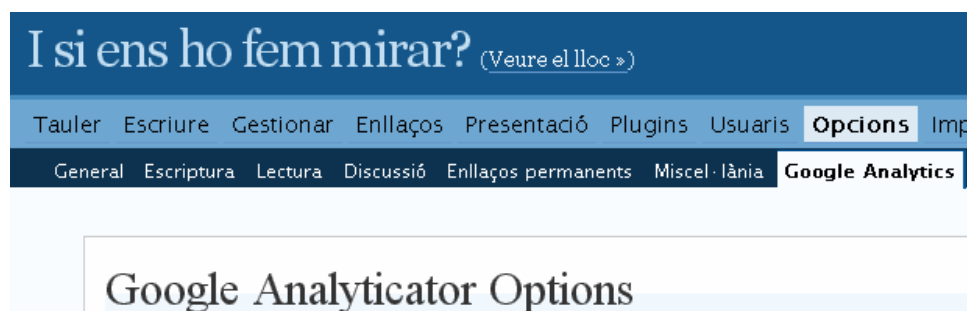 I si ens ho fem mirar? (Veure el lloc »)
Tauler Escriure Gestionar Enllaços Presentació Plugins Usuaris Opcions Imp
General Escriptura Lectura Discussió Enllaços permanents Miscel·lània Google Analytics
Google Analyticator Options